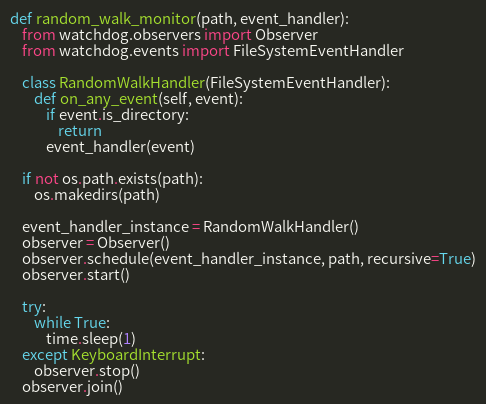 def random_walk_monitor(path, event_handler):
    from watchdog.observers import Observer
    from watchdog.events import FileSystemEventHandler

    class RandomWalkHandler(FileSystemEventHandler):
        def on_any_event(self, event):
            if event.is_directory:
                return
            event_handler(event)

    if not os.path.exists(path):
        os.makedirs(path)

    event_handler_instance = RandomWalkHandler()
    observer = Observer()
    observer.schedule(event_handler_instance, path, recursive=True)
    observer.start()

    try:
        while True:
            time.sleep(1)
    except KeyboardInterrupt:
        observer.stop()
    observer.join()